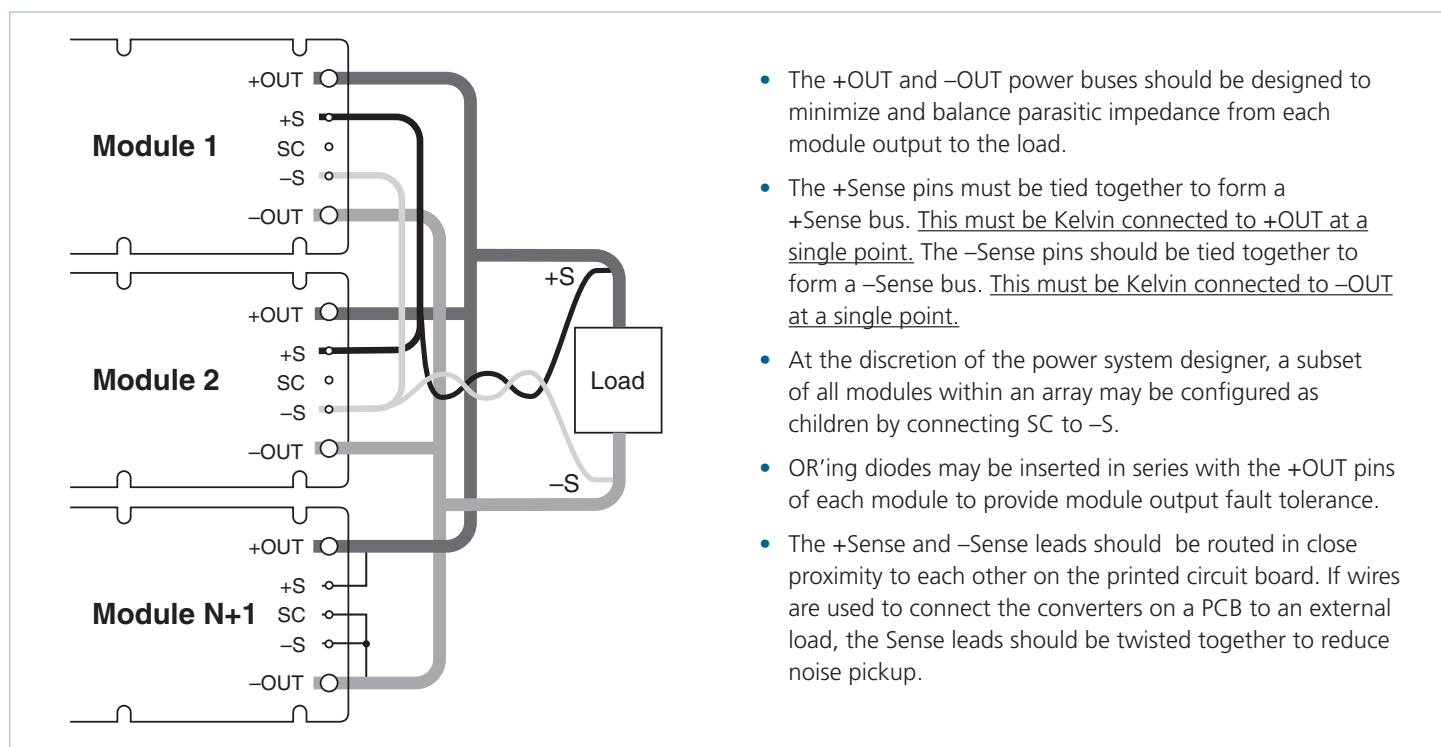 +OUT
+S
Module 1
SC
–S
–OUT
+OUT
+S
Module 2
SC
–S
–OUT
+OUT
+S
Module N+1
SC
–S
–OUT
+S
Load
–S
• The +OUT and –OUT power buses should be designed to
minimize and balance parasitic impedance from each
module output to the load.
• The +Sense pins must be tied together to form a
+Sense bus. This must be Kelvin connected to +OUT at a
single point. The –Sense pins should be tied together to
form a –Sense bus. This must be Kelvin connected to –OUT
at a single point.
• At the discretion of the power system designer, a subset
of all modules within an array may be configured as
children by connecting SC to –S.
• OR’ing diodes may be inserted in series with the +OUT pins
of each module to provide module output fault tolerance.
• The +Sense and –Sense leads should be routed in close
proximity to each other on the printed circuit board. If wires
are used to connect the converters on a PCB to an external
load, the Sense leads should be twisted together to reduce
noise pickup.